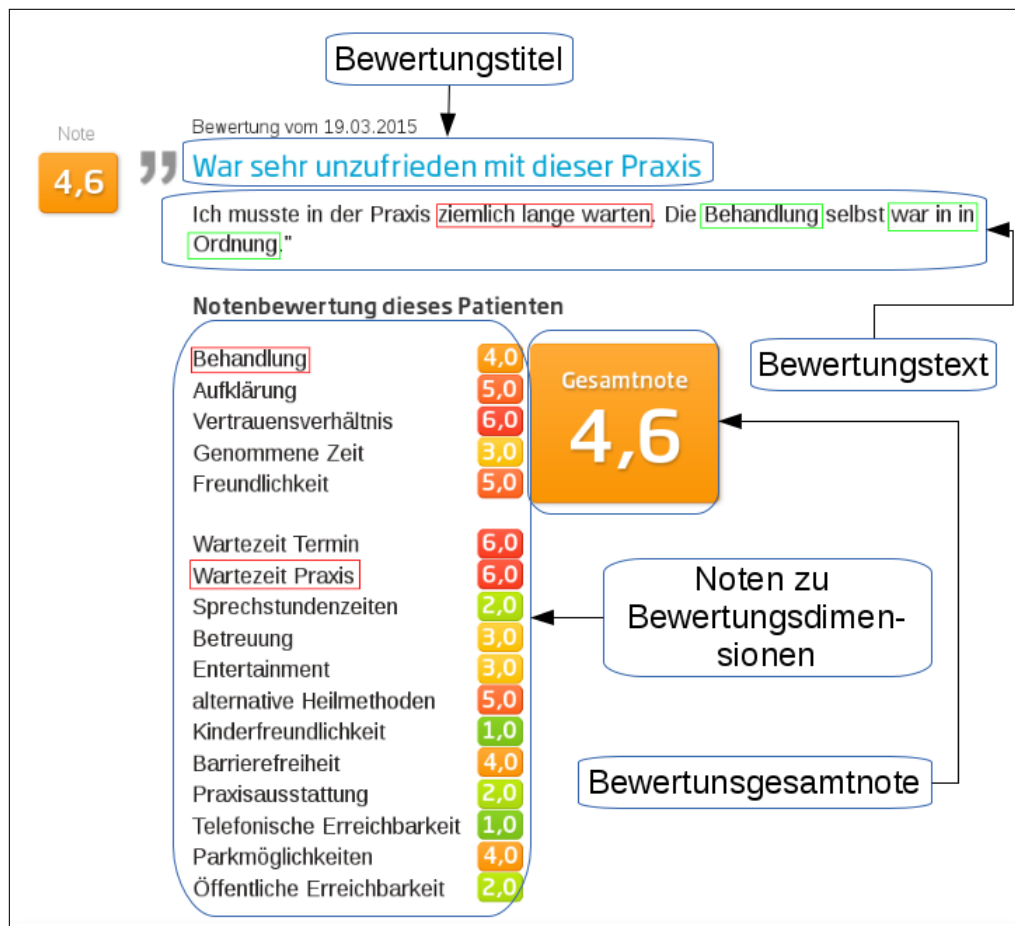 Bewertungstitel
Bewertung vom 19.03.2015
Note
4,6
War sehr unzufrieden mit dieser Praxis
Ich musste in der Praxis ziemlich lange warten. Die Behandlung selbst war in in
Ordnung."
Notenbewertung dieses Patienten
Bewertungstext
Behandlung 4,0
Aufklärung 5,0
Vertrauensverhältnis 6,0
Genommene Zeit 3,0
Freundlichkeit 5,0
Gesamtnote
4,6
Wartezeit Termin 6,0
Wartezeit Praxis 6,0
Sprechstundenzeiten 2,0
Betreuung 3,0
Entertainment 3,0
alternative Heilmethoden 5,0
Kinderfreundlichkeit 1,0
Barrierefreiheit 4,0
Praxisausstattung 2,0
Telefonische Erreichbarkeit 1,0
Parkmöglichkeiten 4,0
Öffentliche Erreichbarkeit 2,0
Noten zu
Bewertungsdimen-
sionen
Bewertunsgesamtnote